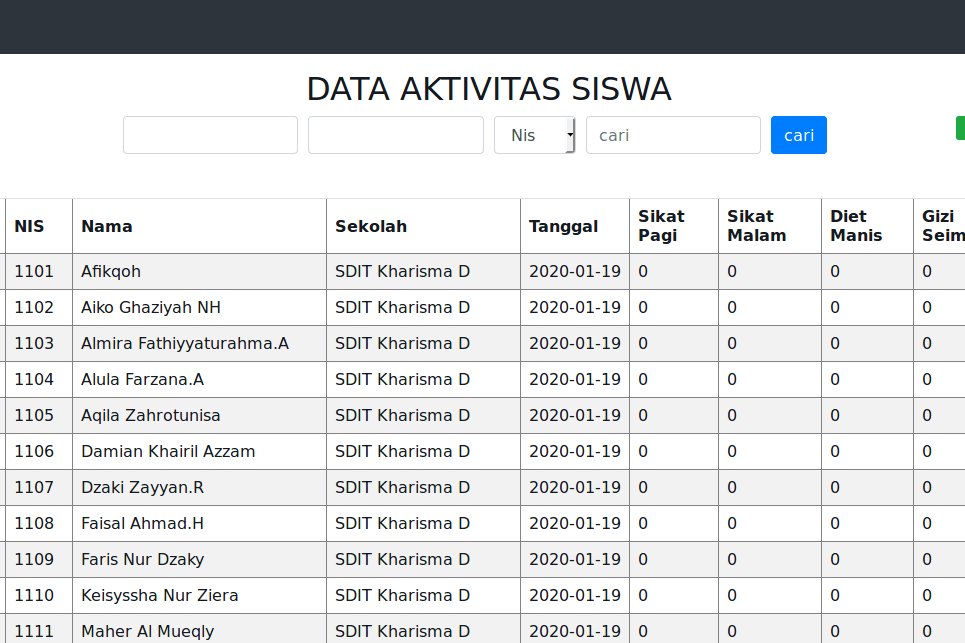 DATA AKTIVITAS SISWA
Nis cari cari
NIS Nama Sekolah Tanggal Sikat Pagi Sikat Malam Diet Manis Gizi Seim
1101 Afikqoh SDIT Kharisma D 2020-01-19 0 0 0 0
1102 Aiko Ghaziyah NH SDIT Kharisma D 2020-01-19 0 0 0 0
1103 Almira Fathiyyaturahma.A SDIT Kharisma D 2020-01-19 0 0 0 0
1104 Alula Farzana.A SDIT Kharisma D 2020-01-19 0 0 0 0
1105 Aqila Zahrotunisa SDIT Kharisma D 2020-01-19 0 0 0 0
1106 Damian Khairil Azzam SDIT Kharisma D 2020-01-19 0 0 0 0
1107 Dzaki Zayyan.R SDIT Kharisma D 2020-01-19 0 0 0 0
1108 Faisal Ahmad.H SDIT Kharisma D 2020-01-19 0 0 0 0
1109 Faris Nur Dzaky SDIT Kharisma D 2020-01-19 0 0 0 0
1110 Keisyssha Nur Ziera SDIT Kharisma D 2020-01-19 0 0 0 0
1111 Maher Al Mueqly SDIT Kharisma D 2020-01-19 0 0 0 0